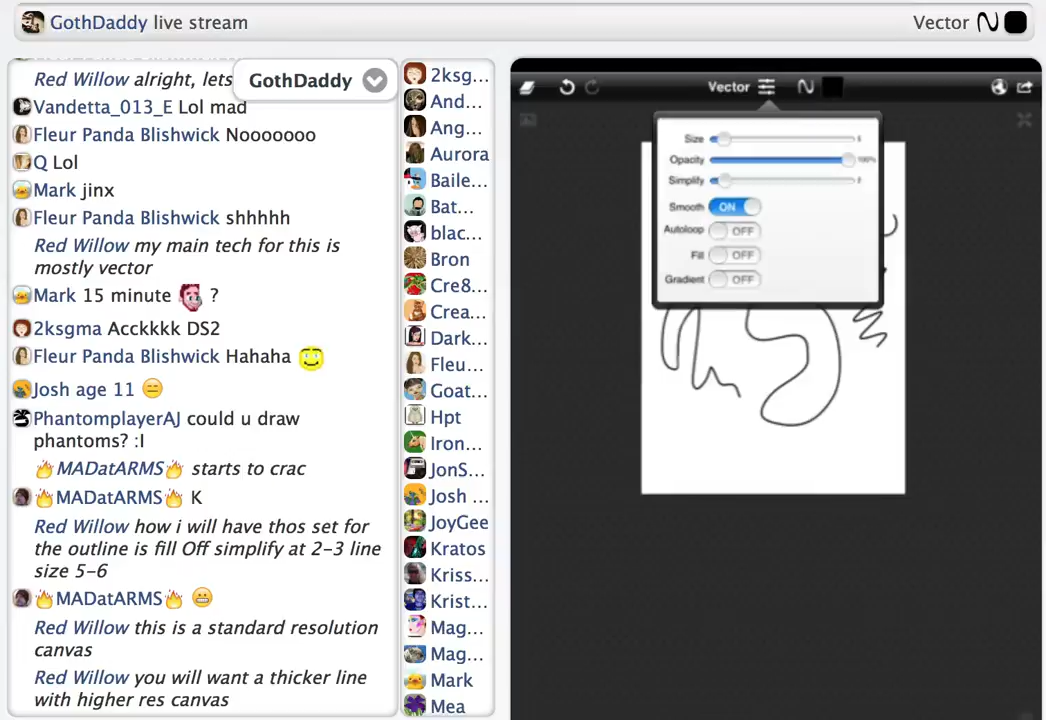 GothDaddy live stream
Vector
Red Willow alright, lets
GothDaddy
Vandetta_013_E Lol mad
Fleur Panda Blishwick Nooooooo
Q Lol
Mark jinx
Fleur Panda Blishwick shhhhh
Red Willow my main tech for this is
mostly vector
Mark 15 minute ?
2ksgma Acckkkk DS2
Fleur Panda Blishwick Hahaha
Josh age 11 😑
PhantomplayerAJ could u draw
phantoms? :I
🔥MADatARMS🔥 starts to crac
🔥MADatARMS🔥 K
Red Willow how i will have thos set for
the outline is fill Off simplify at 2-3 line
size 5-6
🔥MADatARMS🔥 😬
Red Willow this is a standard resolution
canvas
Red Willow you will want a thicker line
with higher res canvas
2ksg...
And...
Ang...
Aurora
Baile...
Bat...
blac...
Bron
Cre8...
Crea...
Dark...
Fleu...
Goat...
Hpt
Iron...
JonS...
Josh ...
JoyGee
Kratos
Kriss...
Krist...
Mag...
Mag...
Mark
Mea
Vector
Size
Opacity 100%
Simplify
Smooth ON
Autoloop OFF
Fill OFF
Gradient OFF